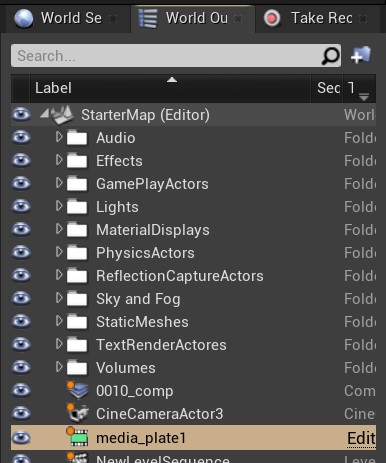 World Se World Ou Take Rec
Search...
Label Sec T
StarterMap (Editor) Worl
Audio Folde
Effects Folde
GamePlayActors Folde
Lights Folde
MaterialDisplays Folde
PhysicsActors Folde
ReflectionCaptureActors Folde
Sky and Fog Folde
StaticMeshes Folde
TextRenderActores Folde
Volumes Folde
0010_comp Com
CineCameraActor3 Cine
media_plate1 Edit
NewLevelSequence Leve